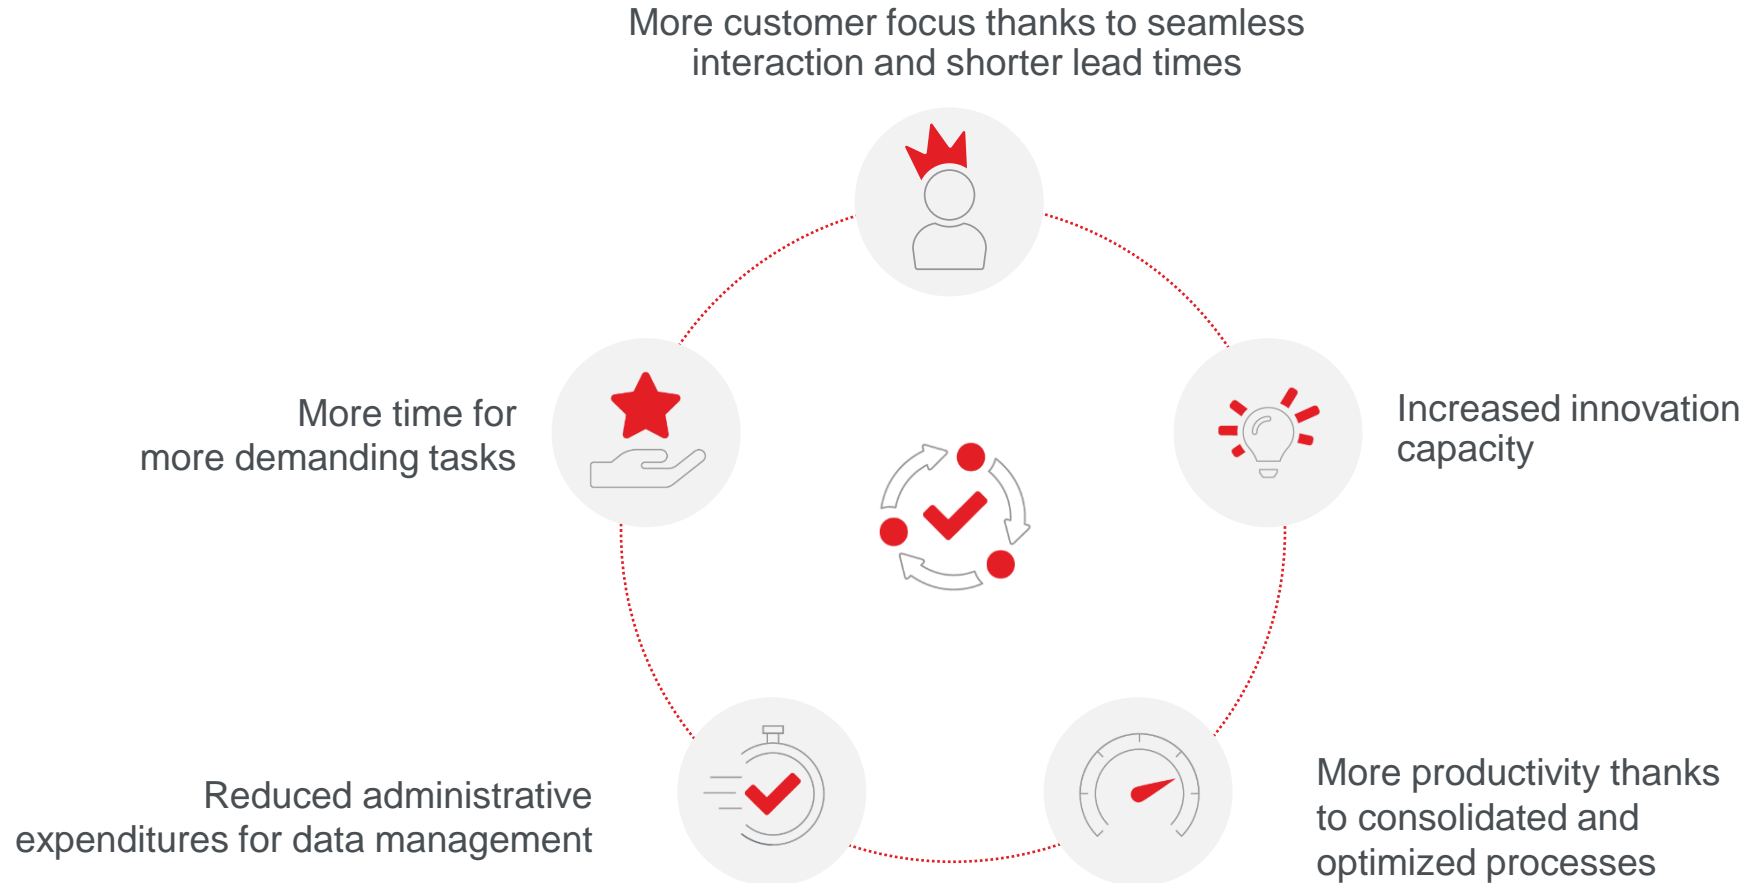 More customer focus thanks to seamless
interaction and shorter lead times
More time for
more demanding tasks
Increased innovation
capacity
Reduced administrative
expenditures for data management
More productivity thanks
to consolidated and
optimized processes